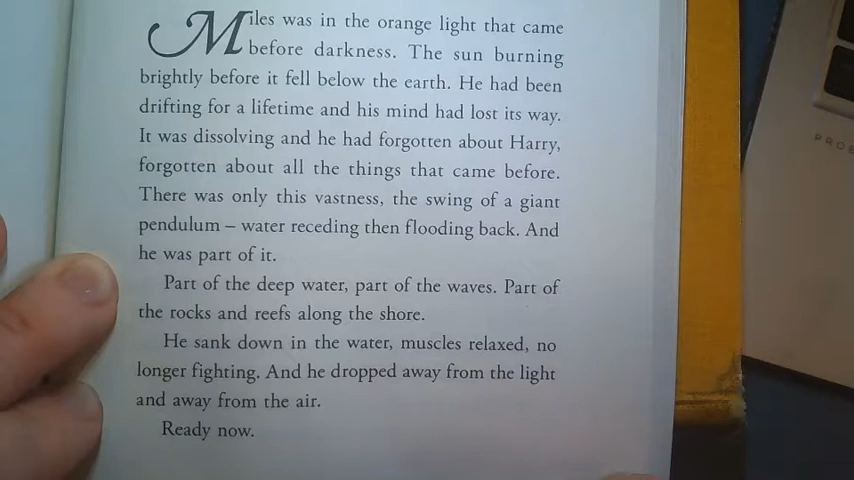 Miles was in the orange light that came
before darkness. The sun burning
brightly before it fell below the earth. He had been
drifting for a lifetime and his mind had lost its way.
It was dissolving and he had forgotten about Harry,
forgotten about all the things that came before.
There was only this vastness, the swing of a giant
pendulum – water receding then flooding back. And
he was part of it.
Part of the deep water, part of the waves. Part of
the rocks and reefs along the shore.
He sank down in the water, muscles relaxed, no
longer fighting. And he dropped away from the light
and away from the air.
Ready now.